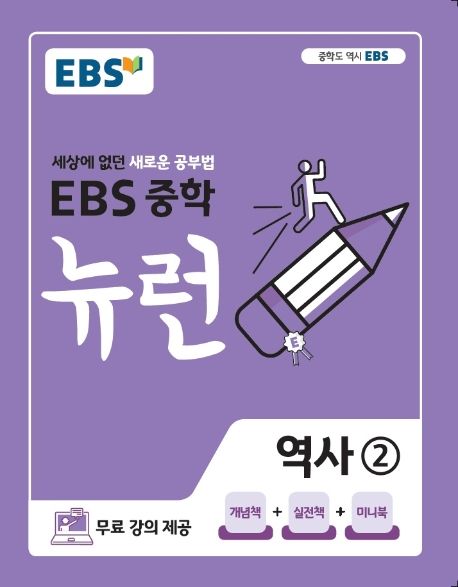 EBS
중학도 역시 EBS
세상에 없던 새로운 공부법
EBS 중학
뉴런
E
역사 ②
개념책 + 실전책 + 미니북
무료 강의 제공